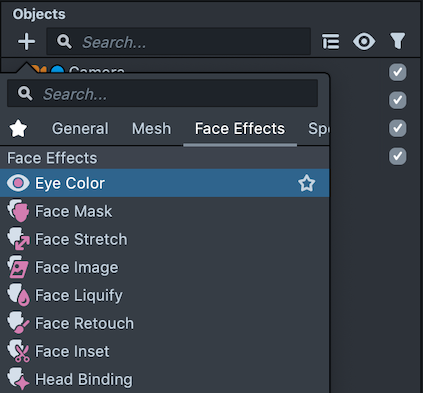 Objects
Search...
Camera
Search...
General Mesh Face Effects Sp
Face Effects
Eye Color
Face Mask
Face Stretch
Face Image
Face Liquify
Face Retouch
Face Inset
Head Binding